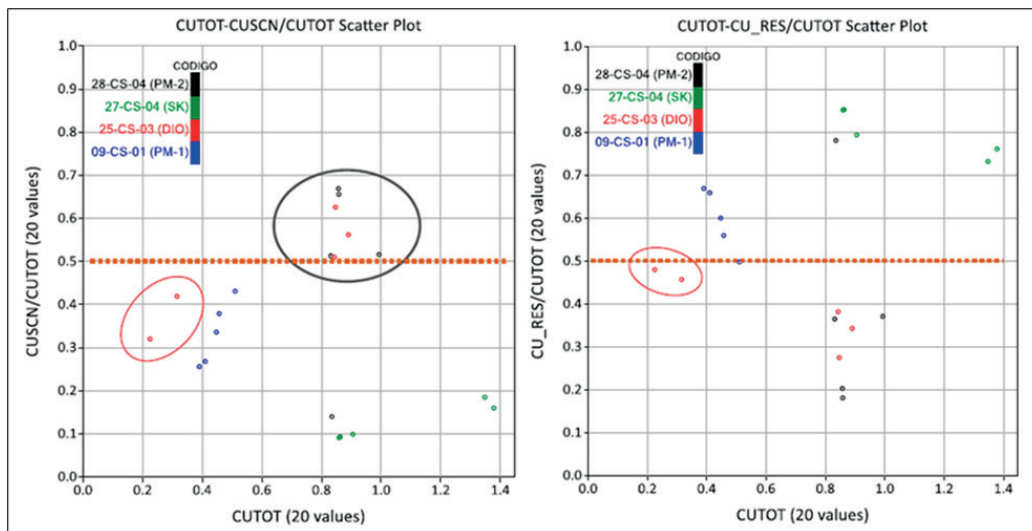 CUTOT-CUSCN/CUTOT Scatter Plot
CODIGO
28-CS-04 (PM-2)
27-CS-04 (SK)
25-CS-03 (DIO)
09-CS-01 (PM-1)
1.0
0.9
0.8
0.7
0.6
0.5
0.4
0.3
0.2
0.1
0.0
CUSCN/CUTOT (20 values)
0.0 0.2 0.4 0.6 0.8 1.0 1.2 1.4
CUTOT (20 values)
CUTOT-CU_RES/CUTOT Scatter Plot
CODIGO
28-CS-04 (PM-2)
27-CS-04 (SK)
25-CS-03 (DIO)
09-CS-01 (PM-1)
1.0
0.9
0.8
0.7
0.6
0.5
0.4
0.3
0.2
0.1
0.0
CU_RES/CUTOT (20 values)
0.0 0.2 0.4 0.6 0.8 1.0 1.2 1.4
CUTOT (20 values)